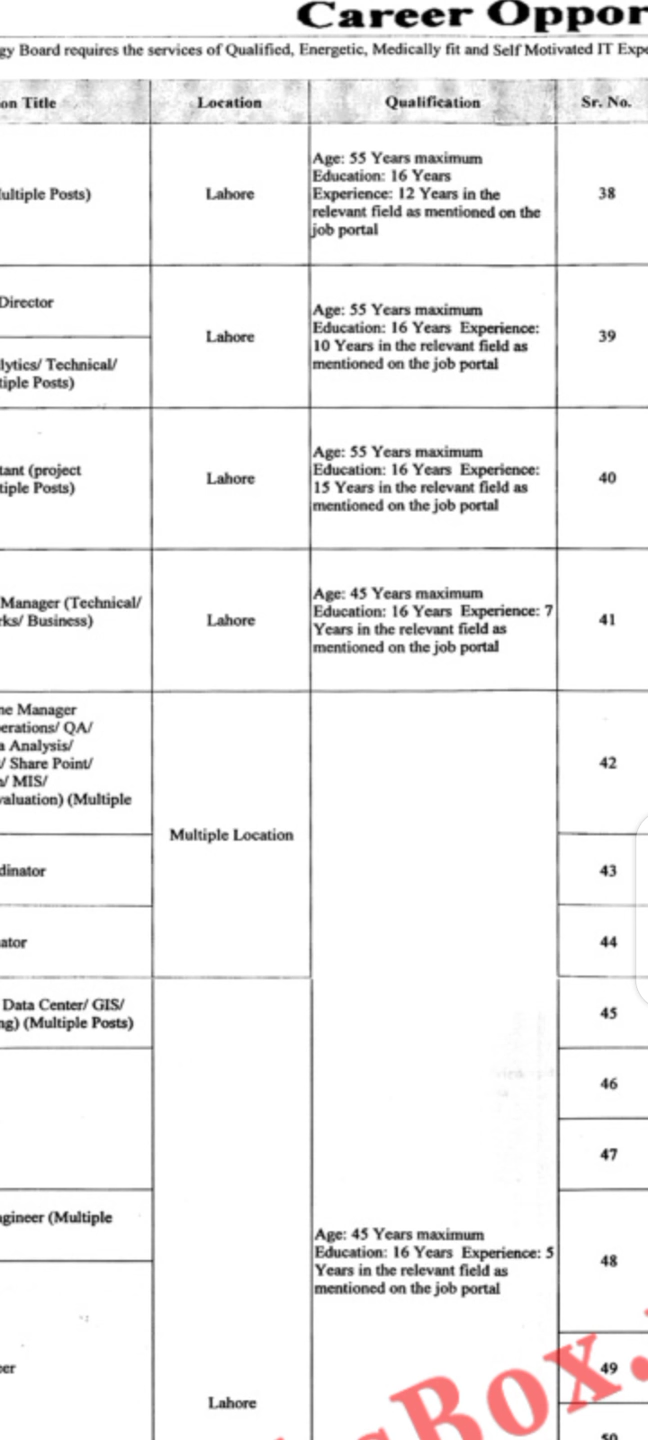 Career Oppor
gy Board requires the services of Qualified, Energetic, Medically fit and Self Motivated IT Expe
on Title
Location
Qualification
Sr. No.
ultiple Posts)
Lahore
Age: 55 Years maximum
Education: 16 Years
Experience: 12 Years in the
relevant field as mentioned on the
job portal
38
Director
lytics/ Technical/
tiple Posts)
Lahore
Age: 55 Years maximum
Education: 16 Years Experience:
10 Years in the relevant field as
mentioned on the job portal
39
tant (project
tiple Posts)
Lahore
Age: 55 Years maximum
Education: 16 Years Experience:
15 Years in the relevant field as
mentioned on the job portal
40
Manager (Technical/
rks/ Business)
Lahore
Age: 45 Years maximum
Education: 16 Years Experience: 7
Years in the relevant field as
mentioned on the job portal
41
ne Manager
erations/ QA/
a Analysis/
/ Share Point/
/ MIS/
valuation) (Multiple
42
Multiple Location
dinator
43
ator
44
Data Center/ GIS/
ng) (Multiple Posts)
45
46
47
ngineer (Multiple
Age: 45 Years maximum
Education: 16 Years Experience: 5
Years in the relevant field as
mentioned on the job portal
48
eer
49
Lahore
sBox.
50